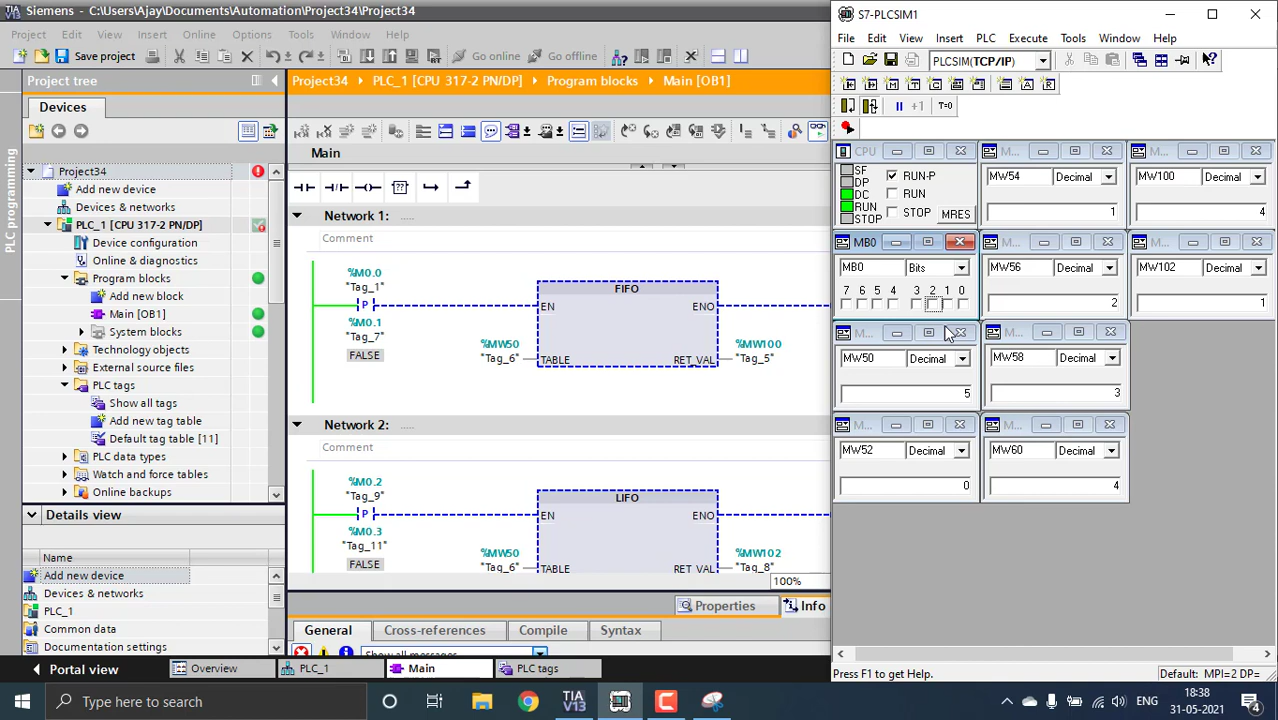 Siemens - C:\Users\Ajay\Documents\Automation\Project34\Project34
TIA V13
Project Edit View Insert Online Options Tools Window Help
Save project
Go online
Go offline
Project tree
Devices
PLC programming
Project34
Add new device
Devices & networks
PLC_1 [CPU 317-2 PN/DP]
Device configuration
Online & diagnostics
Program blocks
Add new block
Main [OB1]
System blocks
Technology objects
External source files
PLC tags
Show all tags
Add new tag table
Default tag table [11]
PLC data types
Watch and force tables
Online backups
Details view
Name
Add new device
Devices & networks
PLC_1
Common data
Documentation settings
Project34 PLC_1 [CPU 317-2 PN/DP] Program blocks Main [OB1]
Main
??
Network 1: .....
Comment
%M0.0
"Tag_1"
P
%M0.1
"Tag_7"
FALSE
FIFO
EN ENO
%MW50
"Tag_6"
TABLE RET_VAL
%MW100
"Tag_5"
Network 2: .....
Comment
%M0.2
"Tag_9"
P
%M0.3
"Tag_11"
FALSE
LIFO
EN ENO
%MW50
"Tag_6"
TABLE RET_VAL
%MW102
"Tag_8"
100%
Properties
Info
General Cross-references Compile Syntax
Show all messages
Portal view
Overview
PLC_1
Main
PLC tags
S7-PLCSIM1
File Edit View Insert PLC Execute Tools Window Help
PLCSIM(TCP/IP)
+1 T=0
CPU
SF
DP
DC
RUN
STOP
RUN-P
RUN
STOP
MRES
M...
MW54 Decimal
1
M...
MW100 Decimal
4
MB0
MB0 Bits
7 6 5 4 3 2 1 0
M...
MW56 Decimal
2
M...
MW102 Decimal
1
M...
MW50 Decimal
5
M...
MW58 Decimal
3
M...
MW52 Decimal
0
M...
MW60 Decimal
4
Press F1 to get Help.
Default: MPI=2 DP=
Type here to search
TIA V13
ENG
18:38
31-05-2021
4